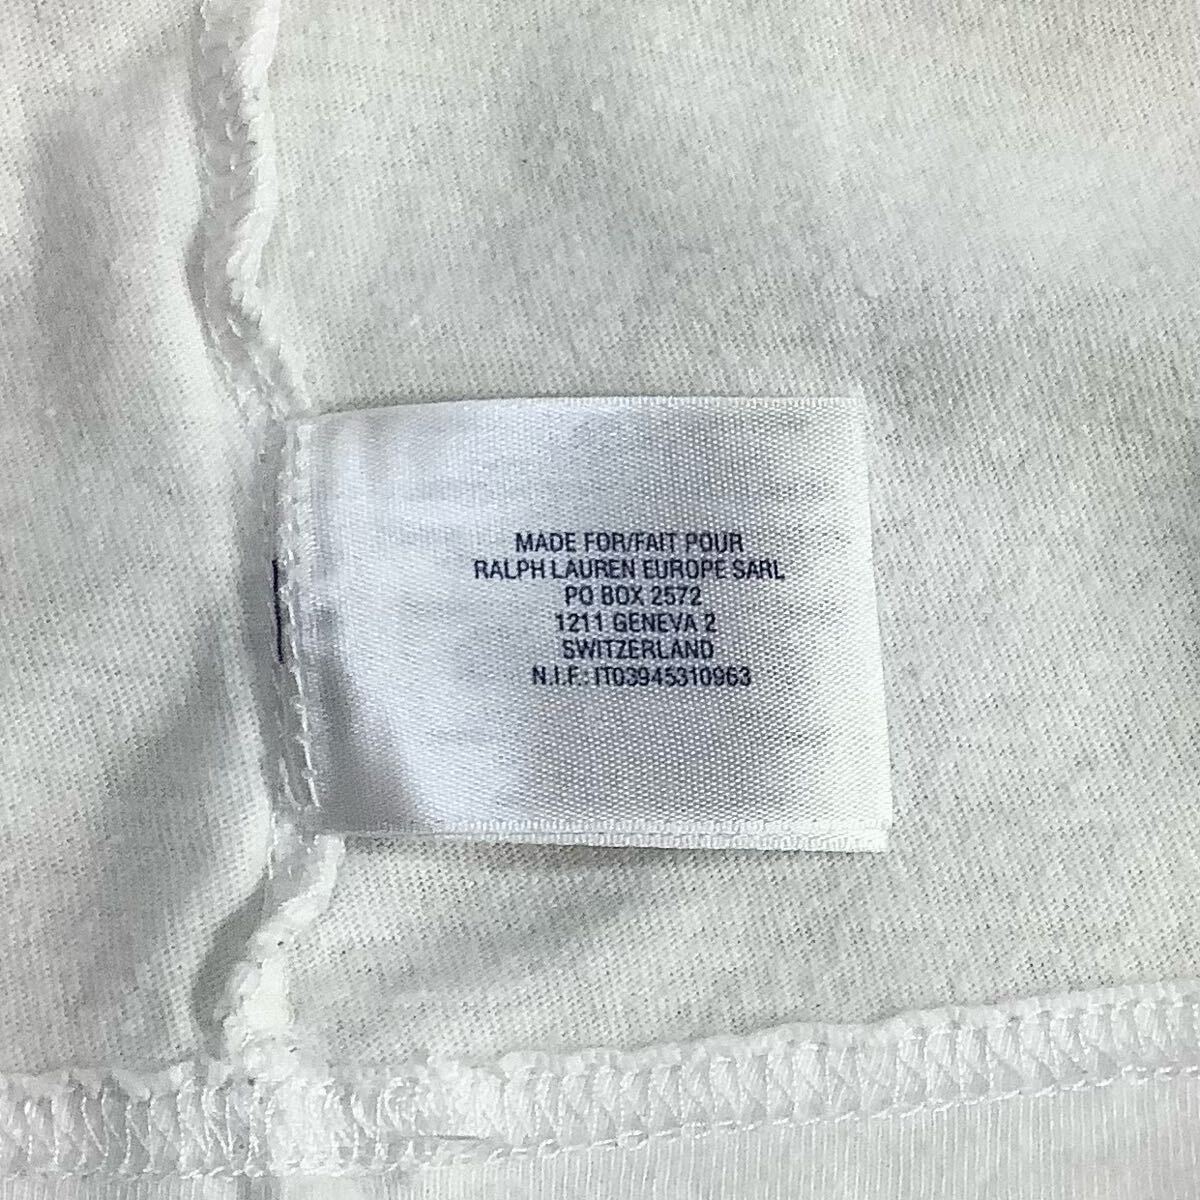 MADE FOR/FAIT POUR
RALPH LAUREN EUROPE SARL
PO BOX 2572
1211 GENEVA 2
SWITZERLAND
N.I.F.: IT03945310963